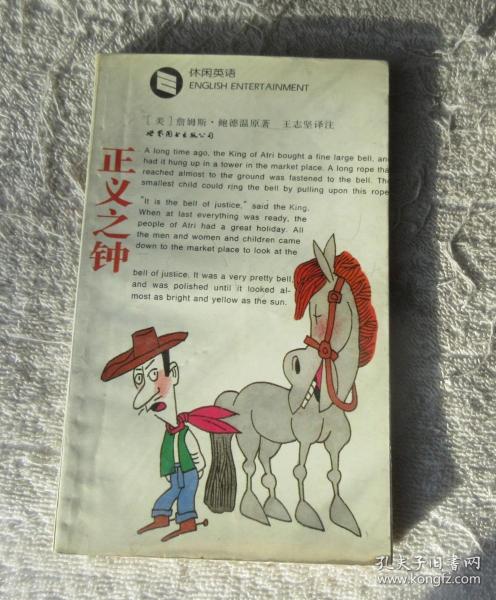 休闲英语
ENGLISH ENTERTAINMENT
[美]詹姆斯·鲍德温原著 王志坚译注
世界图书出版公司
正义之钟
A long time ago, the King of Atri bought a fine large bell, and
had it hung up in a tower in the market place. A long rope tha
reached almost to the ground was fastened to the bell. The
smallest child could ring the bell by pulling upon this rope
"It is the bell of justice," said the King.
When at last everything was ready, the
people of Atri had a great holiday. All
the men and women and children came
down to the market place to look at the
bell of justice. It was a very pretty bell,
and was polished until it looked al-
most as bright and yellow as the sun.
孔夫子旧书网
www.kongfz.com